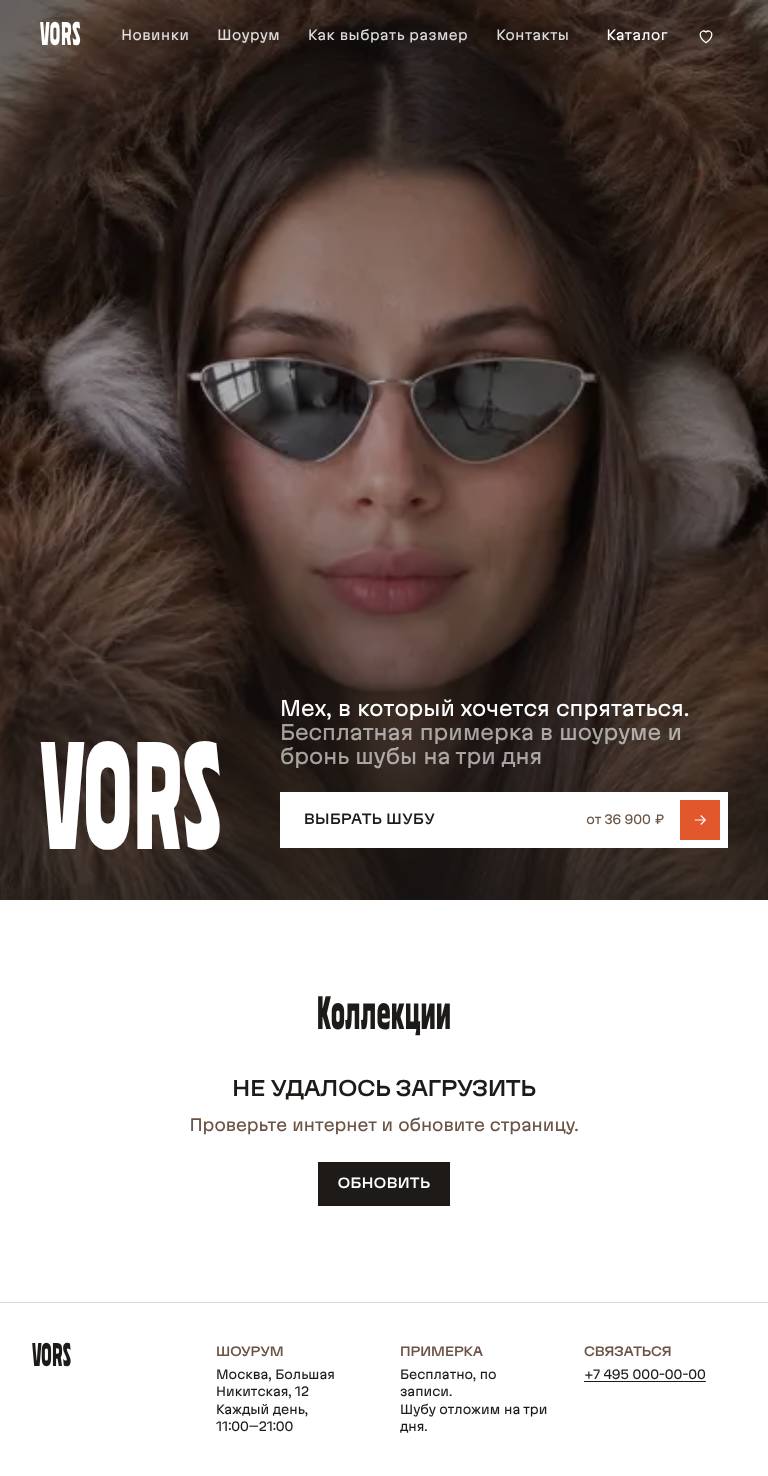 VORS
Новинки
Шоурум
Как выбрать размер
Контакты
Каталог
Мех, в который хочется спрятаться.
Бесплатная примерка в шоуруме и
бронь шубы на три дня
VORS
ВЫБРАТЬ ШУБУ
от 36 900 ₽
Коллекции
НЕ УДАЛОСЬ ЗАГРУЗИТЬ
Проверьте интернет и обновите страницу.
ОБНОВИТЬ
VORS
ШОУРУМ
Москва, Большая
Никитская, 12
Каждый день,
11:00–21:00
ПРИМЕРКА
Бесплатно, по
записи.
Шубу отложим на три
дня.
СВЯЗАТЬСЯ
+7 495 000-00-00